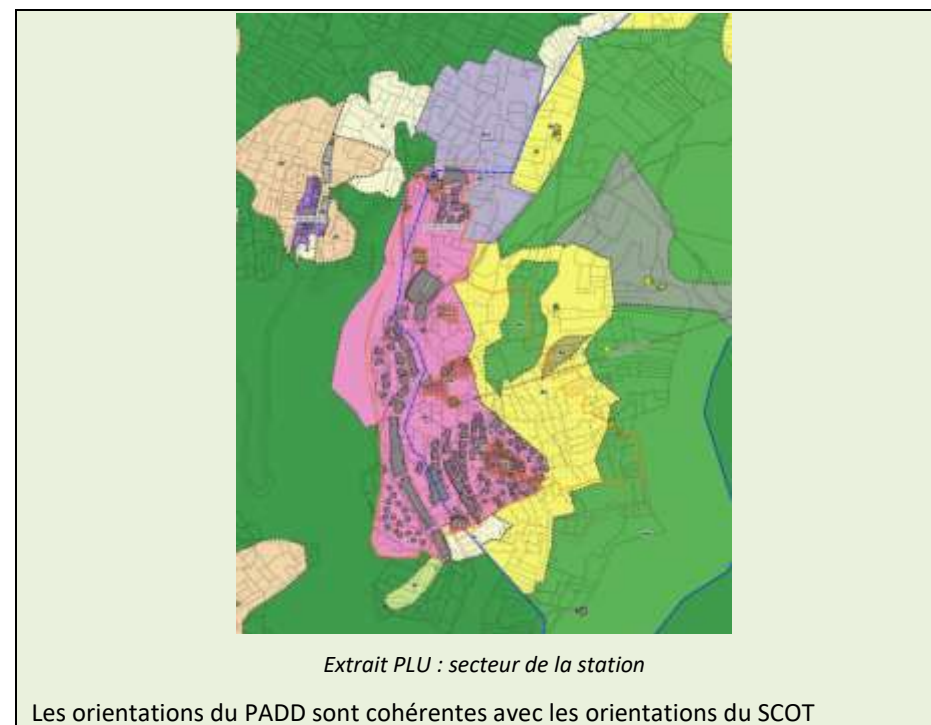 Extrait PLU : secteur de la station
Les orientations du PADD sont cohérentes avec les orientations du SCOT